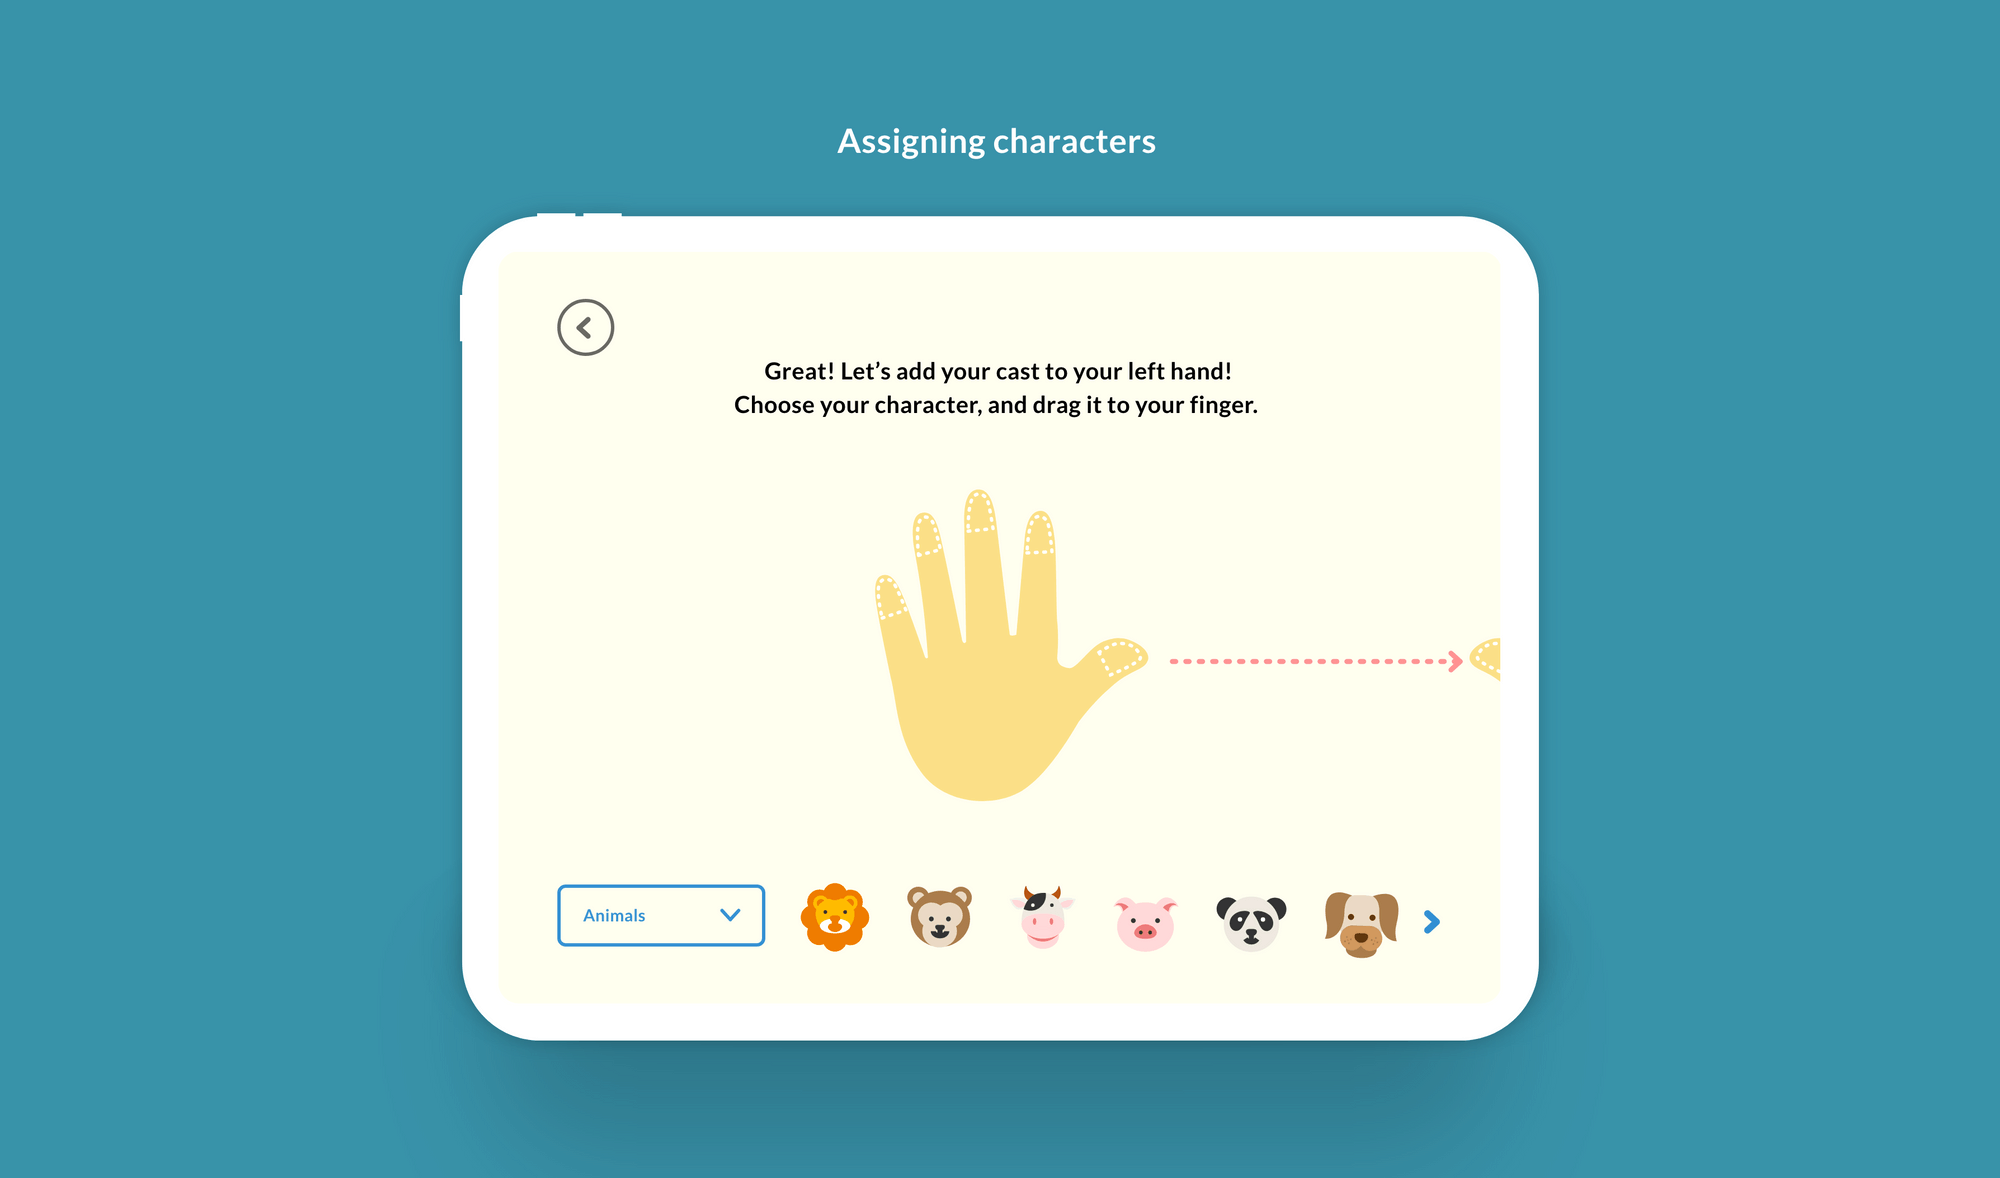 Assigning characters
Great! Let’s add your cast to your left hand!
Choose your character, and drag it to your finger.
Animals